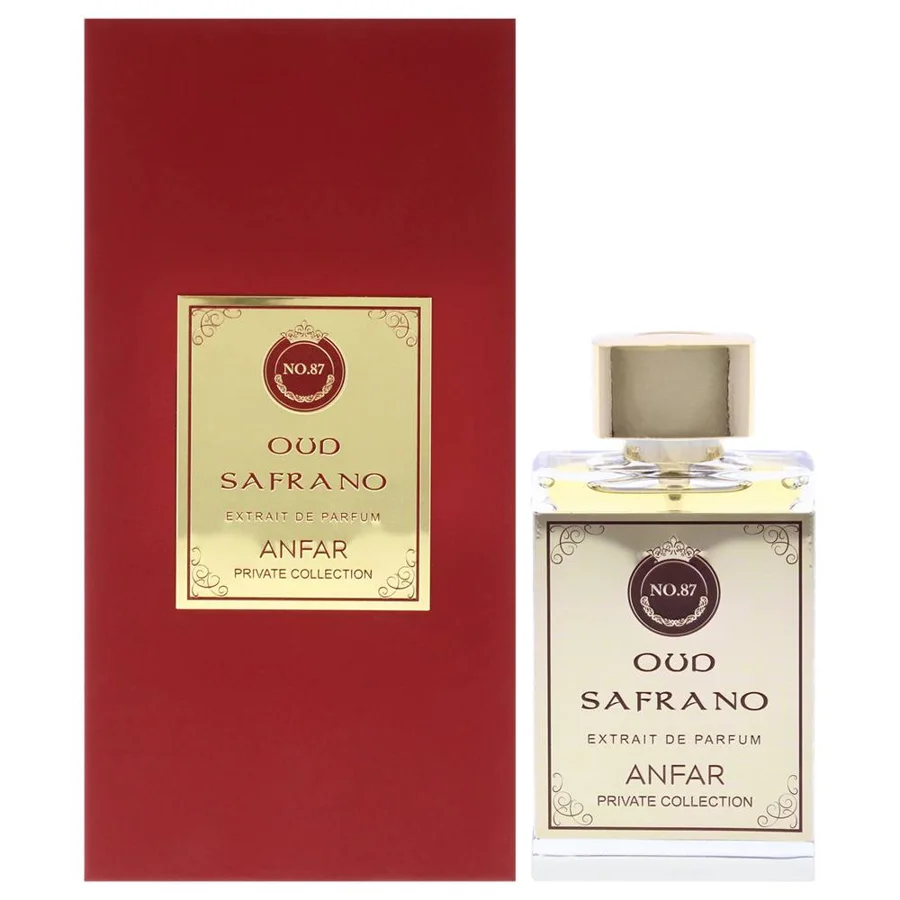 NO.87
OUD
SAFRANO
EXTRAIT DE PARFUM
ANFAR
PRIVATE COLLECTION
NO.87
OUD
SAFRANO
EXTRAIT DE PARFUM
ANFAR
PRIVATE COLLECTION